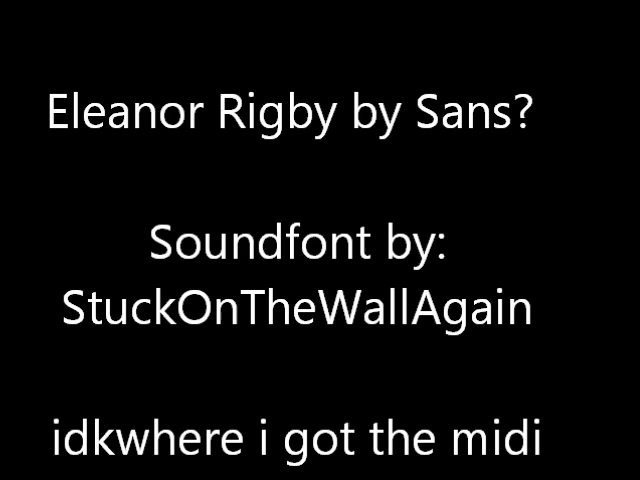 Eleanor Rigby by Sans?
Soundfont by:
StuckOnTheWallAgain
idkwhere i got the midi